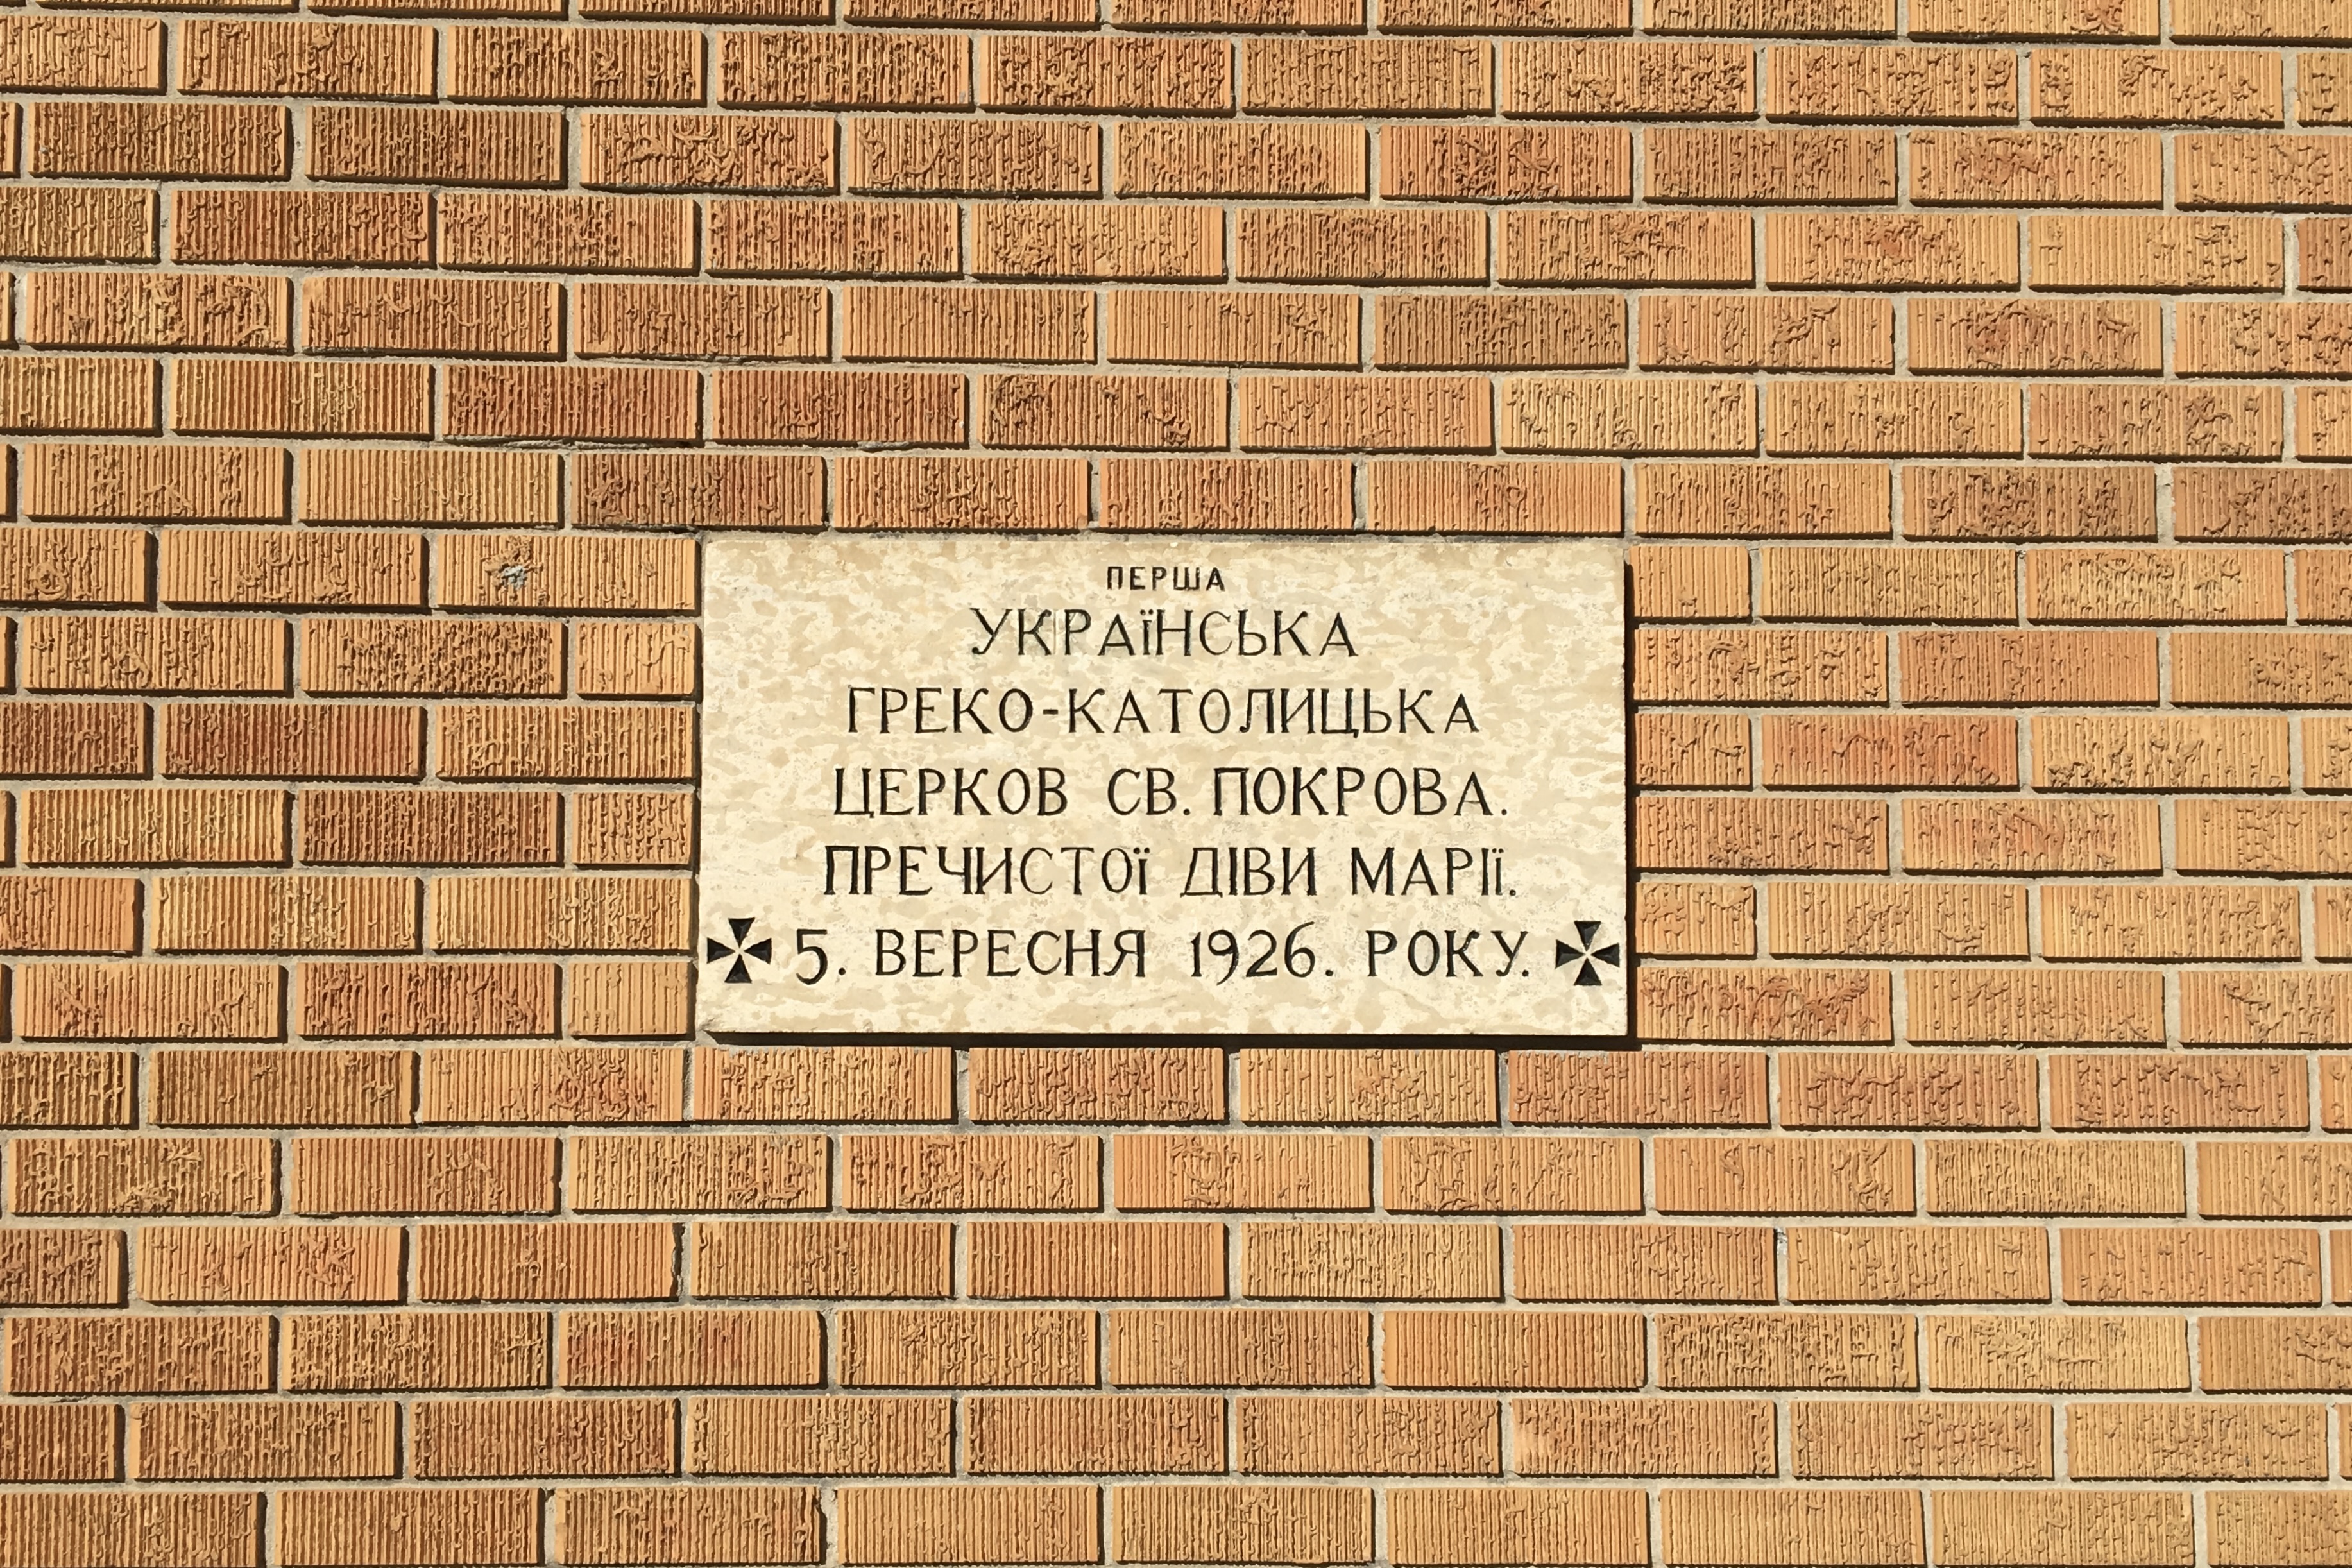 ПЕРША
УКРАЇНСЬКА
ГРЕКО-КАТОЛИЦЬКА
ЦЕРКОВ СВ. ПОКРОВА.
ПРЕЧИСТОЇ ДІВИ МАРІЇ.
5. ВЕРЕСНЯ 1926. РОКУ.